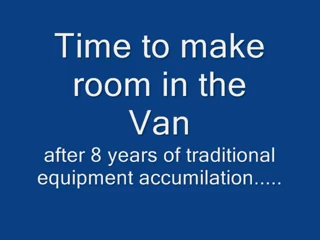 Time to make
room in the
Van
after 8 years of traditional
equipment accumilation.....